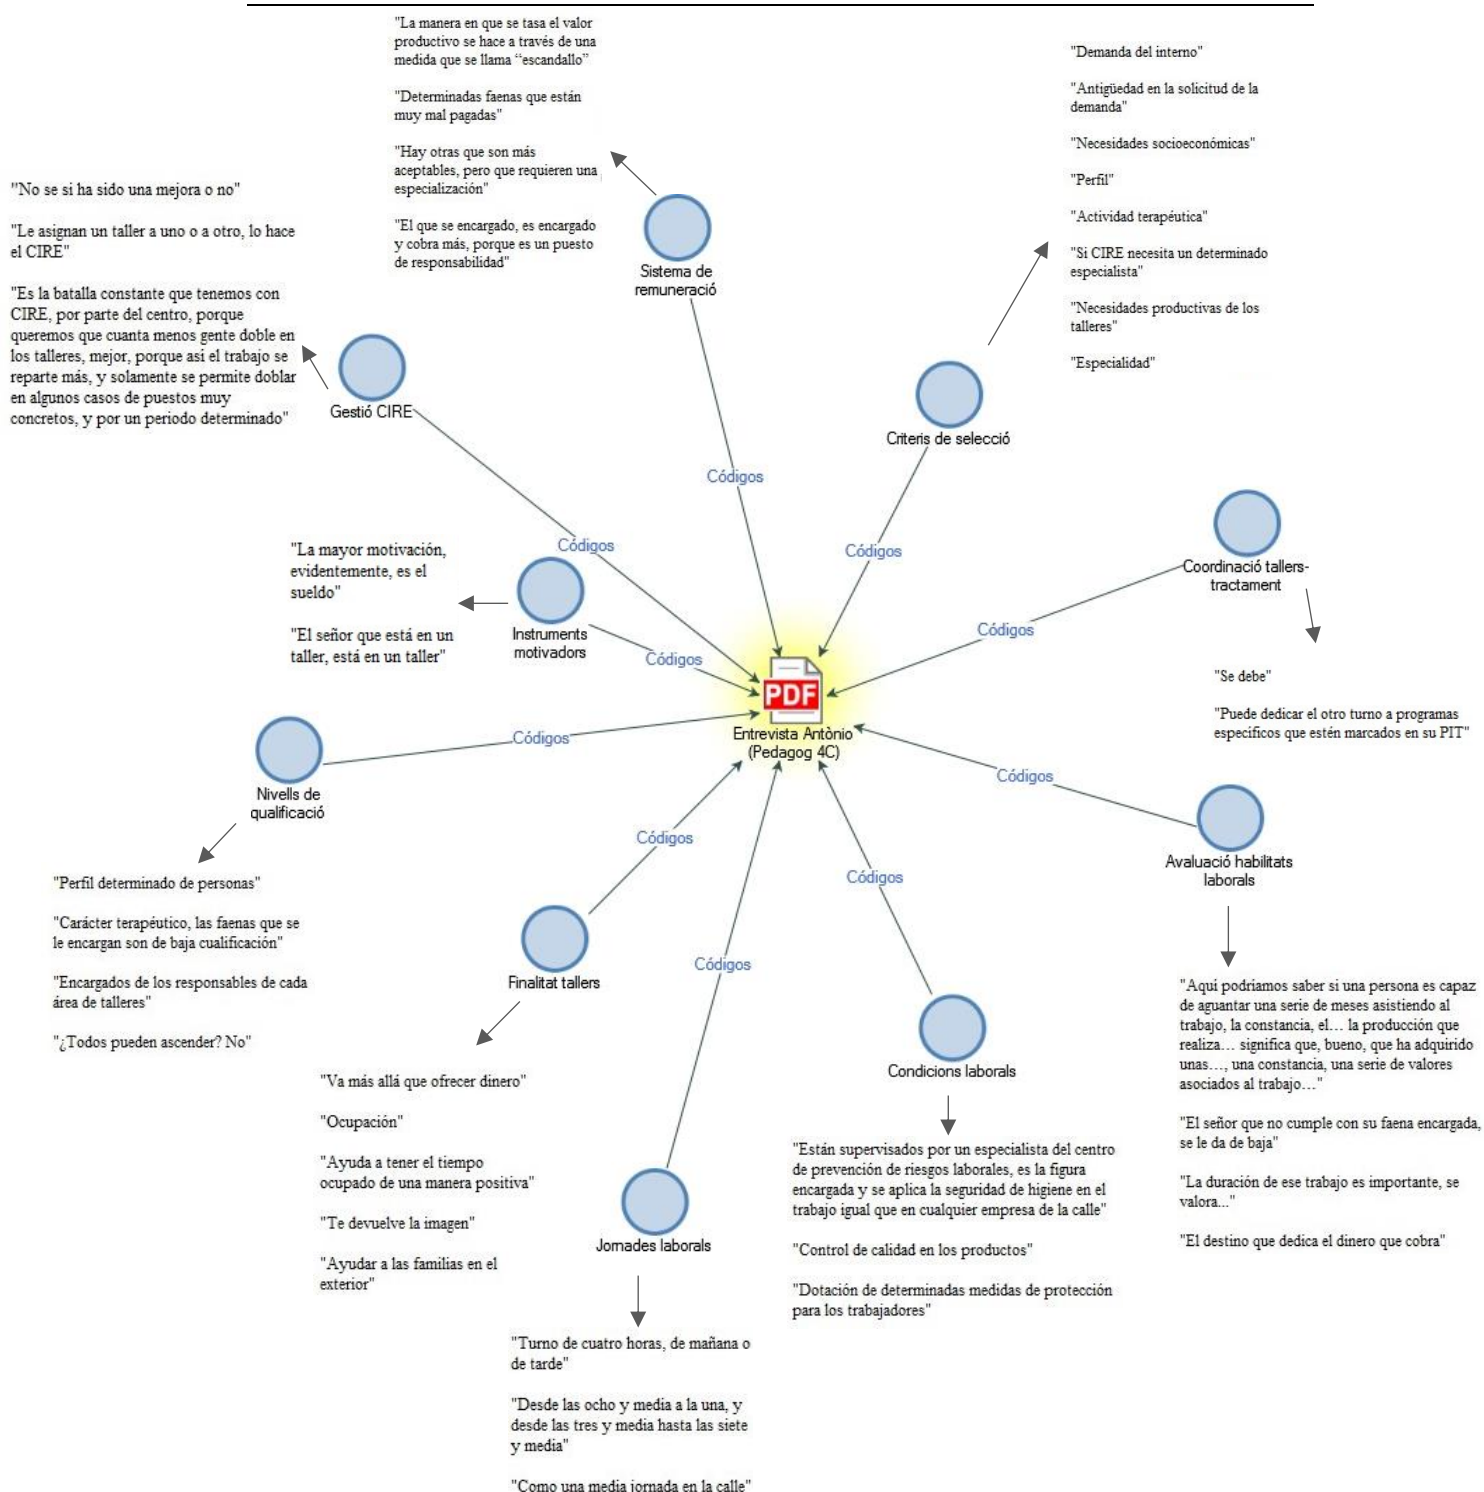 "La manera en que se tasa el valor
productivo se hace a través de una
medida que se llama “escandallo”
"Determinadas faenas que están
muy mal pagadas"
"Hay otras que son más
aceptables, pero que requieren una
especialización"
"El que se encargado, es encargado
y cobra más, porque es un puesto
de responsabilidad"
Sistema de
remuneració
"Demanda del interno"
"Antigüedad en la solicitud de la
demanda"
"Necesidades socioeconómicas"
"Perfil"
"Actividad terapéutica"
"Si CIRE necesita un determinado
especialista"
"Necesidades productivas de los
talleres"
"Especialidad"
Criteris de selecció
"No se si ha sido una mejora o no"
"Le asignan un taller a uno o a otro, lo hace
el CIRE"
"Es la batalla constante que tenemos con
CIRE, por parte del centro, porque
queremos que cuanta menos gente doble en
los talleres, mejor, porque así el trabajo se
reparte más, y solamente se permite doblar
en algunos casos de puestos muy
concretos, y por un periodo determinado"
Gestió CIRE
Códigos
Códigos
Códigos
"La mayor motivación,
evidentemente, es el
sueldo"
"El señor que está en un
taller, está en un taller"
Instruments
motivadors
Códigos
Coordinació tallers-
tractament
Códigos
"Se debe"
"Puede dedicar el otro turno a programas
específicos que estén marcados en su PIT"
PDF
Entrevista Antònio
(Pedagog 4C)
Códigos
Nivells de
qualificació
"Perfil determinado de personas"
"Carácter terapéutico, las faenas que se
le encargan son de baja cualificación"
"Encargados de los responsables de cada
área de talleres"
"¿Todos pueden ascender? No"
Códigos
Avaluació habilitats
laborals
"Aquí podríamos saber si una persona es capaz
de aguantar una serie de meses asistiendo al
trabajo, la constancia, el… la producción que
realiza… significa que, bueno, que ha adquirido
unas…, una constancia, una serie de valores
asociados al trabajo…"
"El señor que no cumple con su faena encargada,
se le da de baja"
"La duración de ese trabajo es importante, se
valora..."
"El destino que dedica el dinero que cobra"
Códigos
Finalitat tallers
"Va más allá que ofrecer dinero"
"Ocupación"
"Ayuda a tener el tiempo
ocupado de una manera positiva"
"Te devuelve la imagen"
"Ayudar a las familias en el
exterior"
Códigos
Condicions laborals
"Están supervisados por un especialista del centro
de prevención de riesgos laborales, es la figura
encargada y se aplica la seguridad de higiene en el
trabajo igual que en cualquier empresa de la calle"
"Control de calidad en los productos"
"Dotación de determinadas medidas de protección
para los trabajadores"
Códigos
Jornades laborals
"Turno de cuatro horas, de mañana o
de tarde"
"Desde las ocho y media a la una, y
desde las tres y media hasta las siete
y media"
"Como una media jornada en la calle"